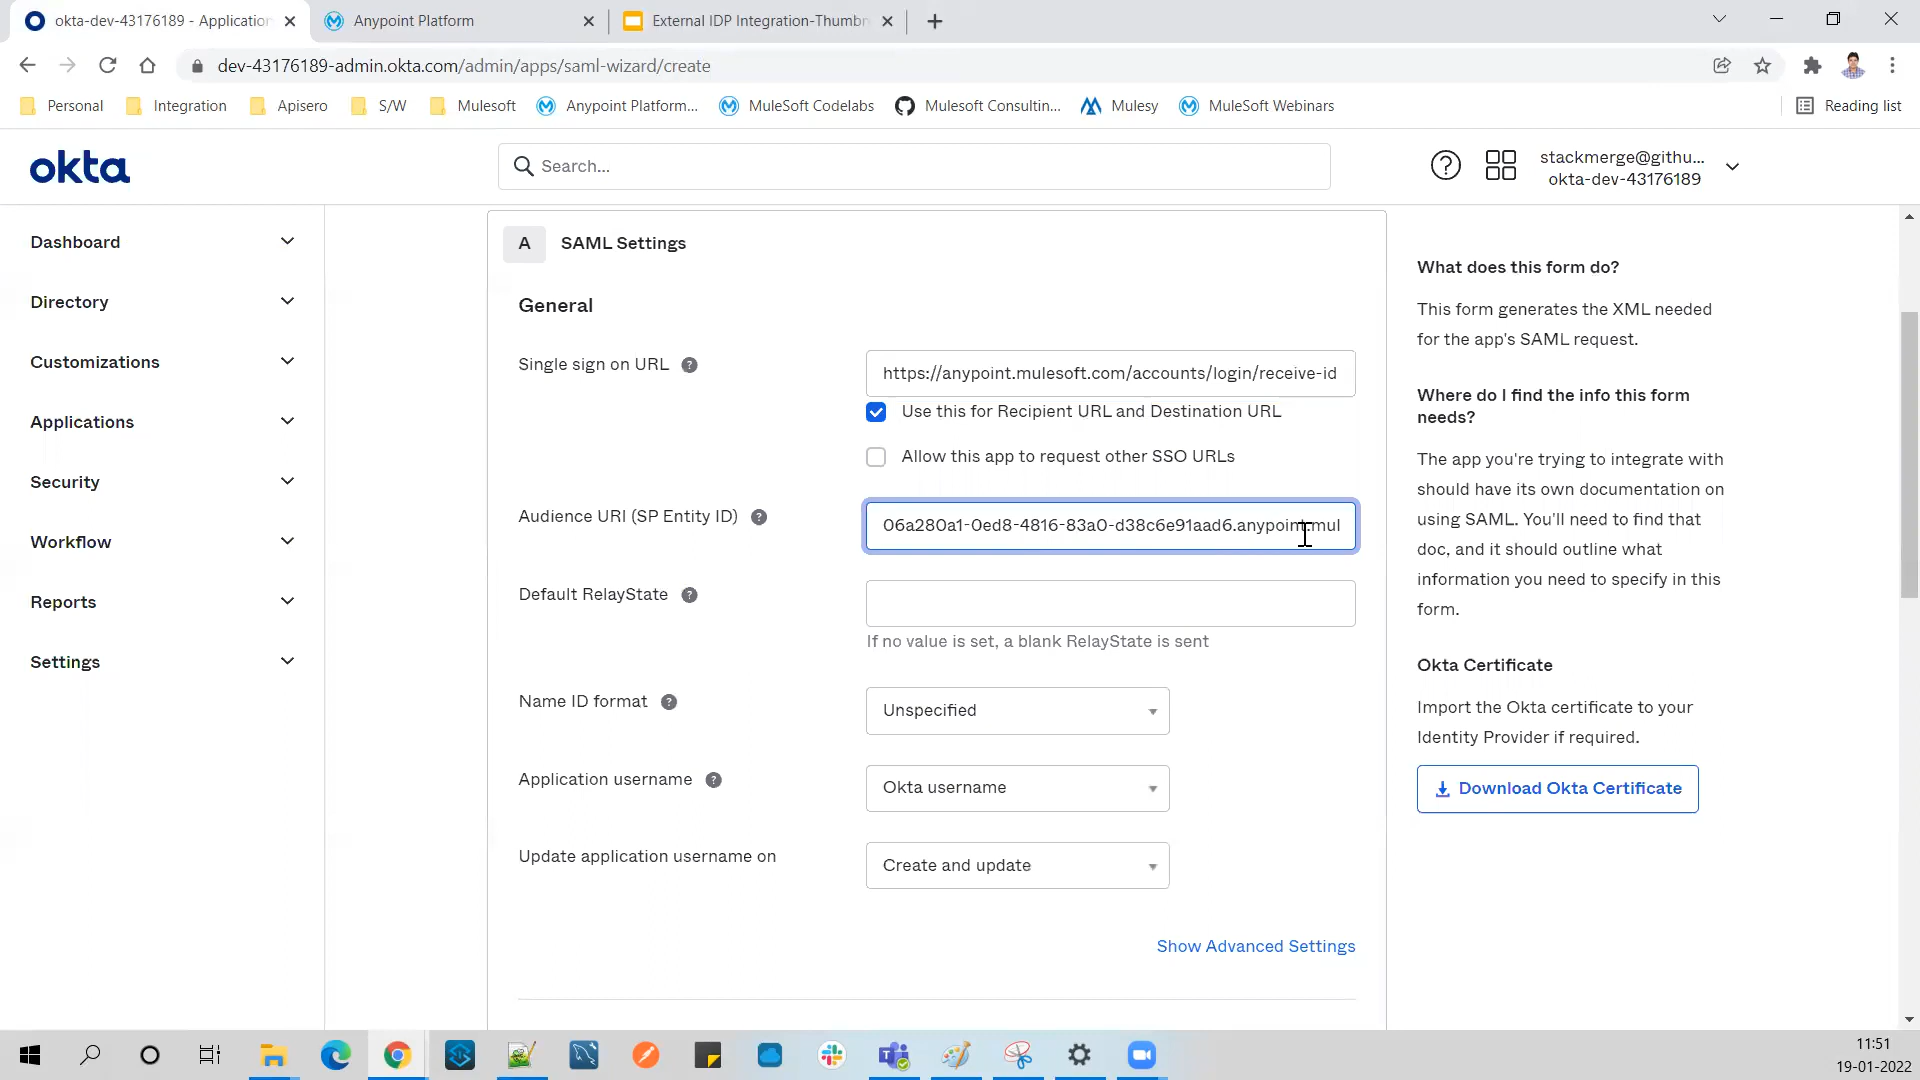 okta-dev-43176189 - Application
Anypoint Platform
External IDP Integration-Thumbn
dev-43176189-admin.okta.com/admin/apps/saml-wizard/create
Personal
Integration
Apisero
S/W
Mulesoft
Anypoint Platform...
MuleSoft Codelabs
Mulesoft Consultin...
Mulesy
MuleSoft Webinars
Reading list
okta
Search...
stackmerge@githu...
okta-dev-43176189
Dashboard
Directory
Customizations
Applications
Security
Workflow
Reports
Settings
A SAML Settings
General
Single sign on URL ?
https://anypoint.mulesoft.com/accounts/login/receive-id
Use this for Recipient URL and Destination URL
Allow this app to request other SSO URLs
Audience URI (SP Entity ID) ?
06a280a1-0ed8-4816-83a0-d38c6e91aad6.anypoint.mul
Default RelayState ?
If no value is set, a blank RelayState is sent
Name ID format ?
Unspecified
Application username ?
Okta username
Update application username on
Create and update
Show Advanced Settings
What does this form do?
This form generates the XML needed
for the app's SAML request.
Where do I find the info this form
needs?
The app you're trying to integrate with
should have its own documentation on
using SAML. You'll need to find that
doc, and it should outline what
information you need to specify in this
form.
Okta Certificate
Import the Okta certificate to your
Identity Provider if required.
Download Okta Certificate
11:51
19-01-2022